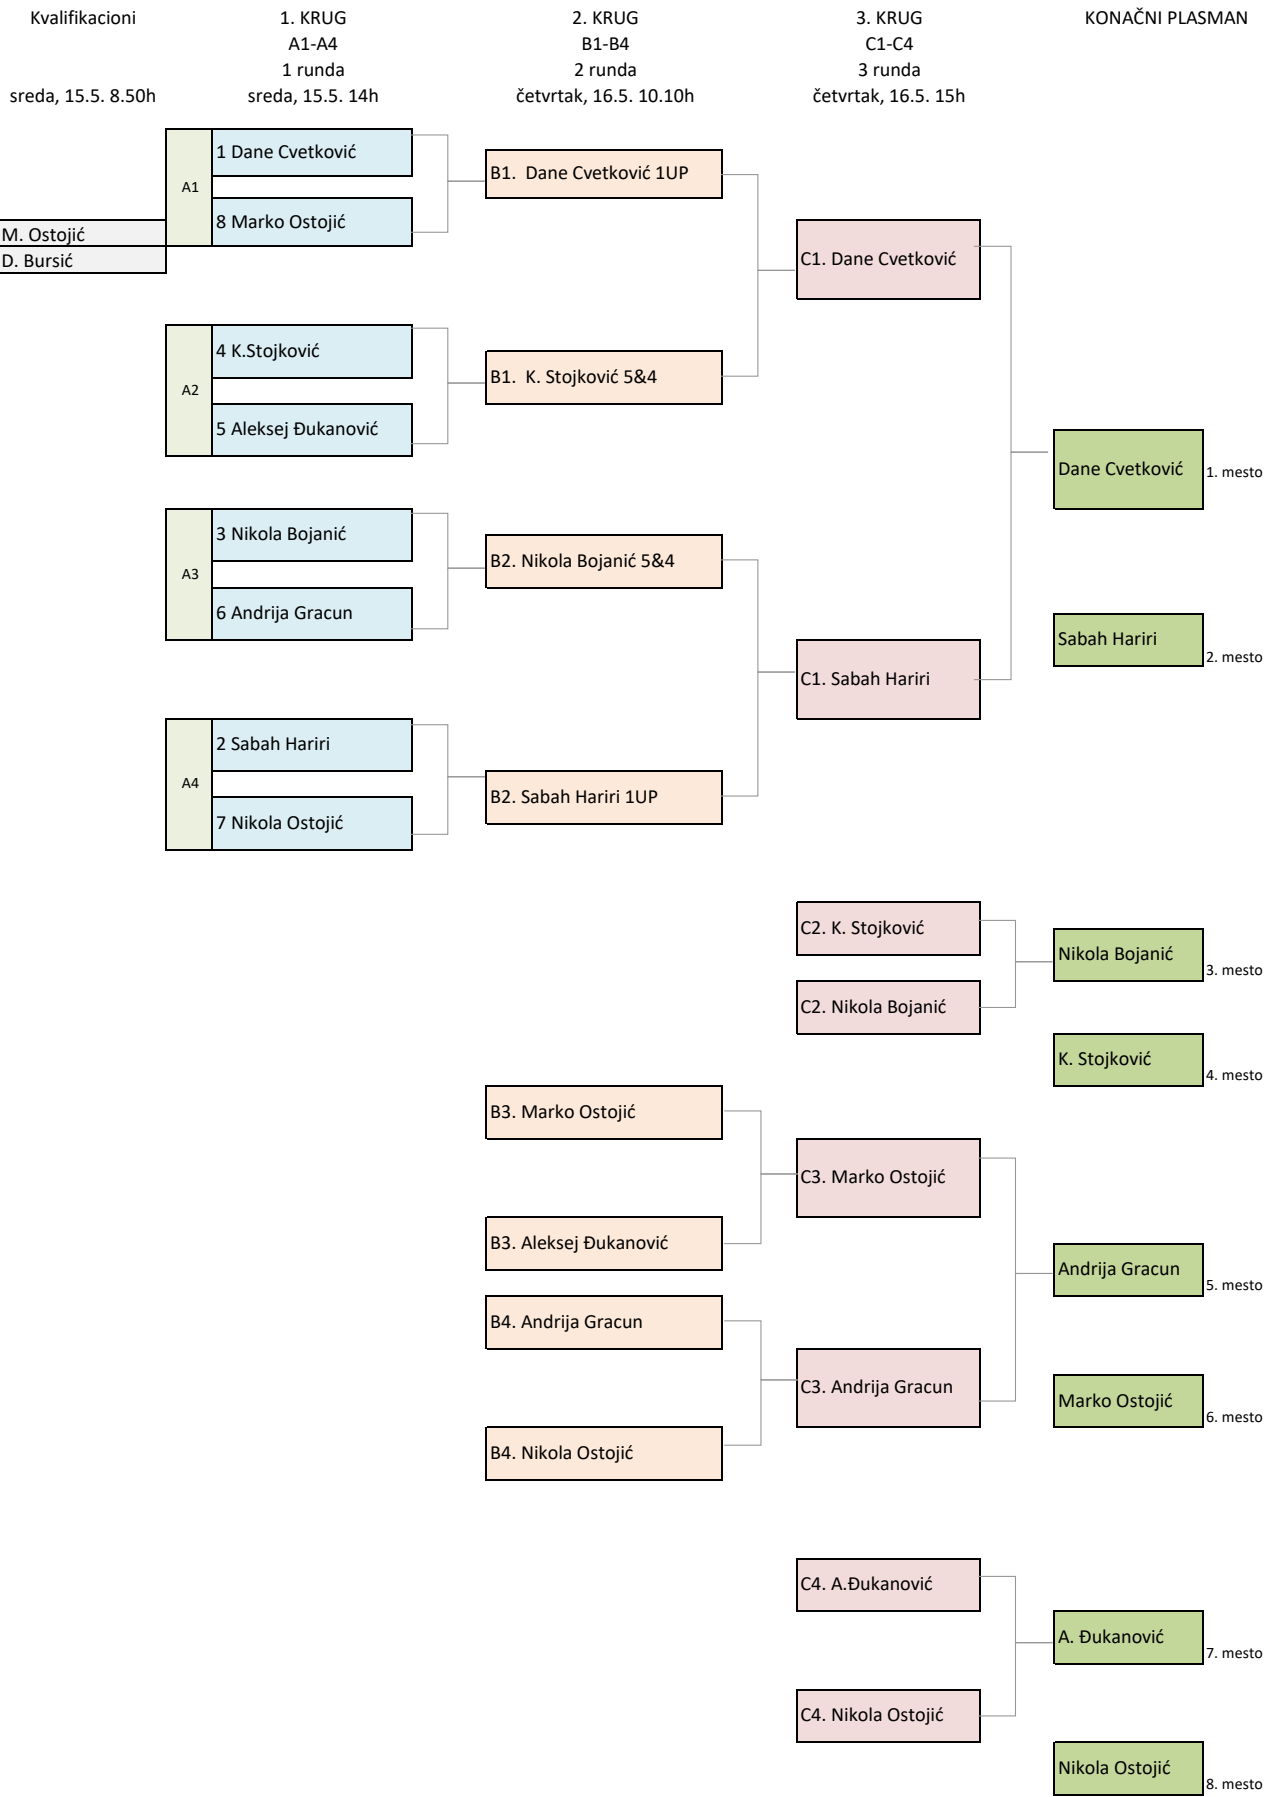 Kvalifikacioni
sreda, 15.5. 8.50h
1. KRUG
A1-A4
1 runda
sreda, 15.5. 14h
2. KRUG
B1-B4
2 runda
četvrtak, 16.5. 10.10h
3. KRUG
C1-C4
3 runda
četvrtak, 16.5. 15h
KONAČNI PLASMAN
M. Ostojić
D. Bursić
A1
1 Dane Cvetković
8 Marko Ostojić
A2
4 K.Stojković
5 Aleksej Đukanović
A3
3 Nikola Bojanić
6 Andrija Gracun
A4
2 Sabah Hariri
7 Nikola Ostojić
B1. Dane Cvetković 1UP
B1. K. Stojković 5&4
B2. Nikola Bojanić 5&4
B2. Sabah Hariri 1UP
B3. Marko Ostojić
B3. Aleksej Đukanović
B4. Andrija Gracun
B4. Nikola Ostojić
C1. Dane Cvetković
C1. Sabah Hariri
C2. K. Stojković
C2. Nikola Bojanić
C3. Marko Ostojić
C3. Andrija Gracun
C4. A.Đukanović
C4. Nikola Ostojić
Dane Cvetković 1. mesto
Sabah Hariri 2. mesto
Nikola Bojanić 3. mesto
K. Stojković 4. mesto
Andrija Gracun 5. mesto
Marko Ostojić 6. mesto
A. Đukanović 7. mesto
Nikola Ostojić 8. mesto